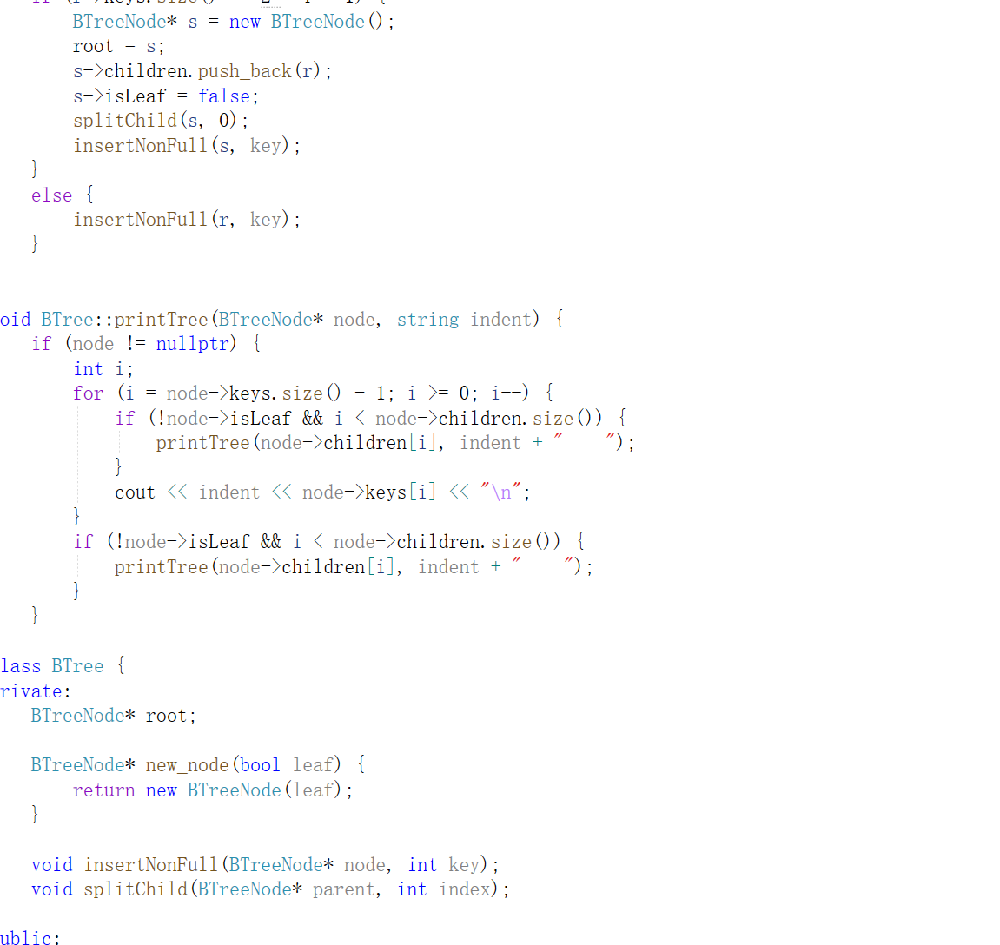 BTreeNode* s = new BTreeNode();
root = s;
s->children.push_back(r);
s->isLeaf = false;
splitChild(s, 0);
insertNonFull(s, key);
}
else {
insertNonFull(r, key);
}
oid BTree::printTree(BTreeNode* node, string indent) {
if (node != nullptr) {
int i;
for (i = node->keys.size() - 1; i >= 0; i--) {
if (!node->isLeaf && i < node->children.size()) {
printTree(node->children[i], indent + "    ");
}
cout << indent << node->keys[i] << "\n";
}
if (!node->isLeaf && i < node->children.size()) {
printTree(node->children[i], indent + "    ");
}
}
lass BTree {
rivate:
BTreeNode* root;
BTreeNode* new_node(bool leaf) {
return new BTreeNode(leaf);
}
void insertNonFull(BTreeNode* node, int key);
void splitChild(BTreeNode* parent, int index);
ublic: